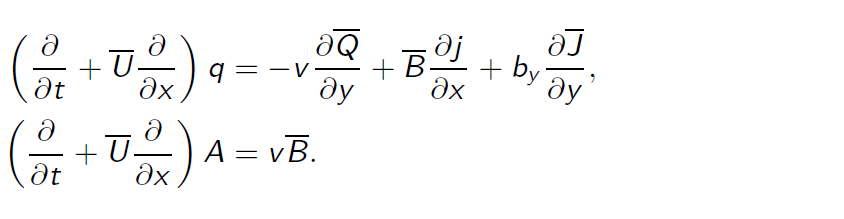 (∂/∂t + U̅ ∂/∂x) q = −v ∂Q̅/∂y + B̅ ∂j/∂x + b_y ∂J̅/∂y,
(∂/∂t + U̅ ∂/∂x) A = vB̅.